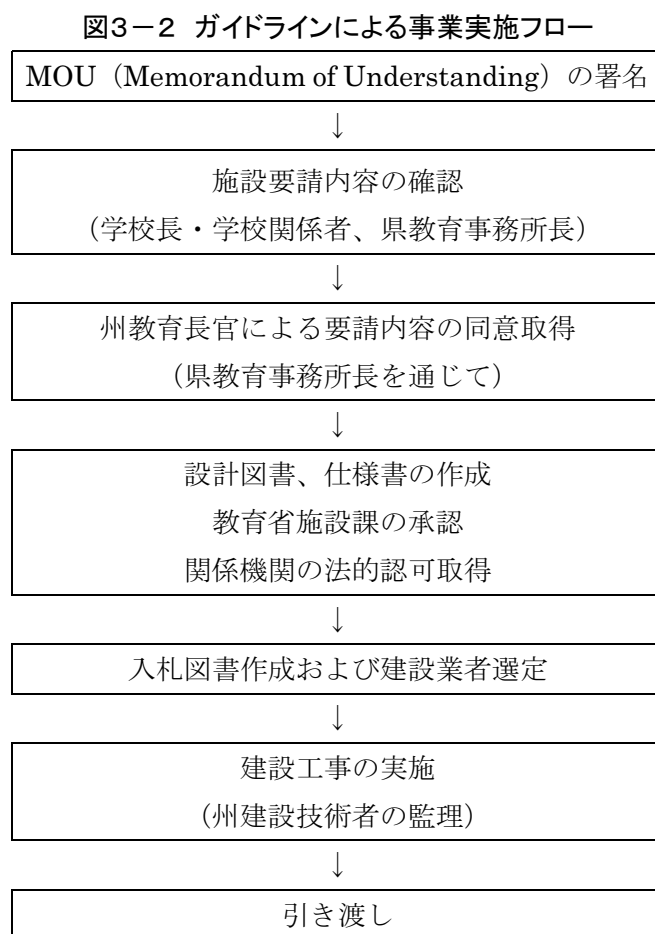 図3－2 ガイドラインによる事業実施フロー
MOU（Memorandum of Understanding）の署名
↓
施設要請内容の確認
（学校長・学校関係者、県教育事務所長）
↓
州教育長官による要請内容の同意取得
（県教育事務所長を通じて）
↓
設計図書、仕様書の作成
教育省施設課の承認
関係機関の法的認可取得
↓
入札図書作成および建設業者選定
↓
建設工事の実施
（州建設技術者の監理）
↓
引き渡し